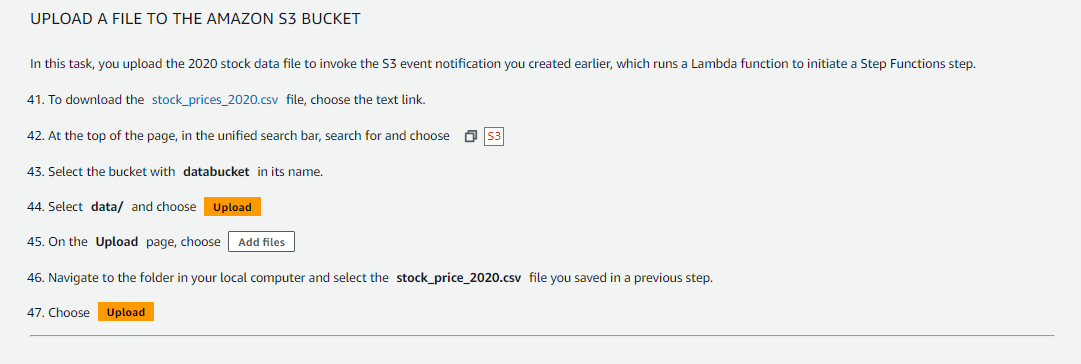 UPLOAD A FILE TO THE AMAZON S3 BUCKET
In this task, you upload the 2020 stock data file to invoke the S3 event notification you created earlier, which runs a Lambda function to initiate a Step Functions step.
41. To download the stock_prices_2020.csv file, choose the text link.
42. At the top of the page, in the unified search bar, search for and choose S3
43. Select the bucket with databucket in its name.
44. Select data/ and choose Upload
45. On the Upload page, choose Add files
46. Navigate to the folder in your local computer and select the stock_price_2020.csv file you saved in a previous step.
47. Choose Upload